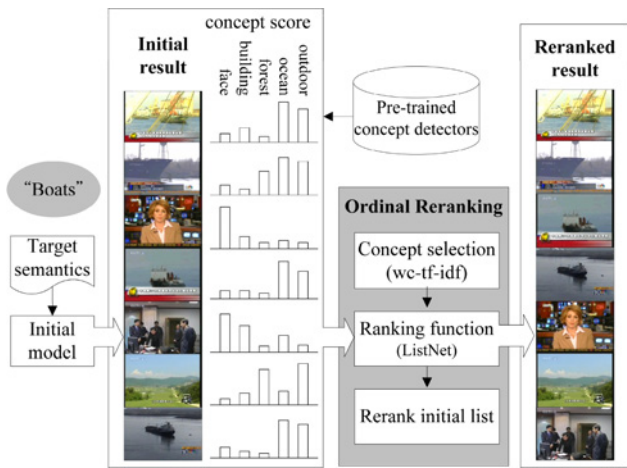 Initial
result
concept score
face
building
forest
ocean
outdoor
Pre-trained
concept detectors
Reranked
result
"Boats"
Target
semantics
Initial
model
Ordinal Reranking
Concept selection
(wc-tf-idf)
Ranking function
(ListNet)
Rerank initial list